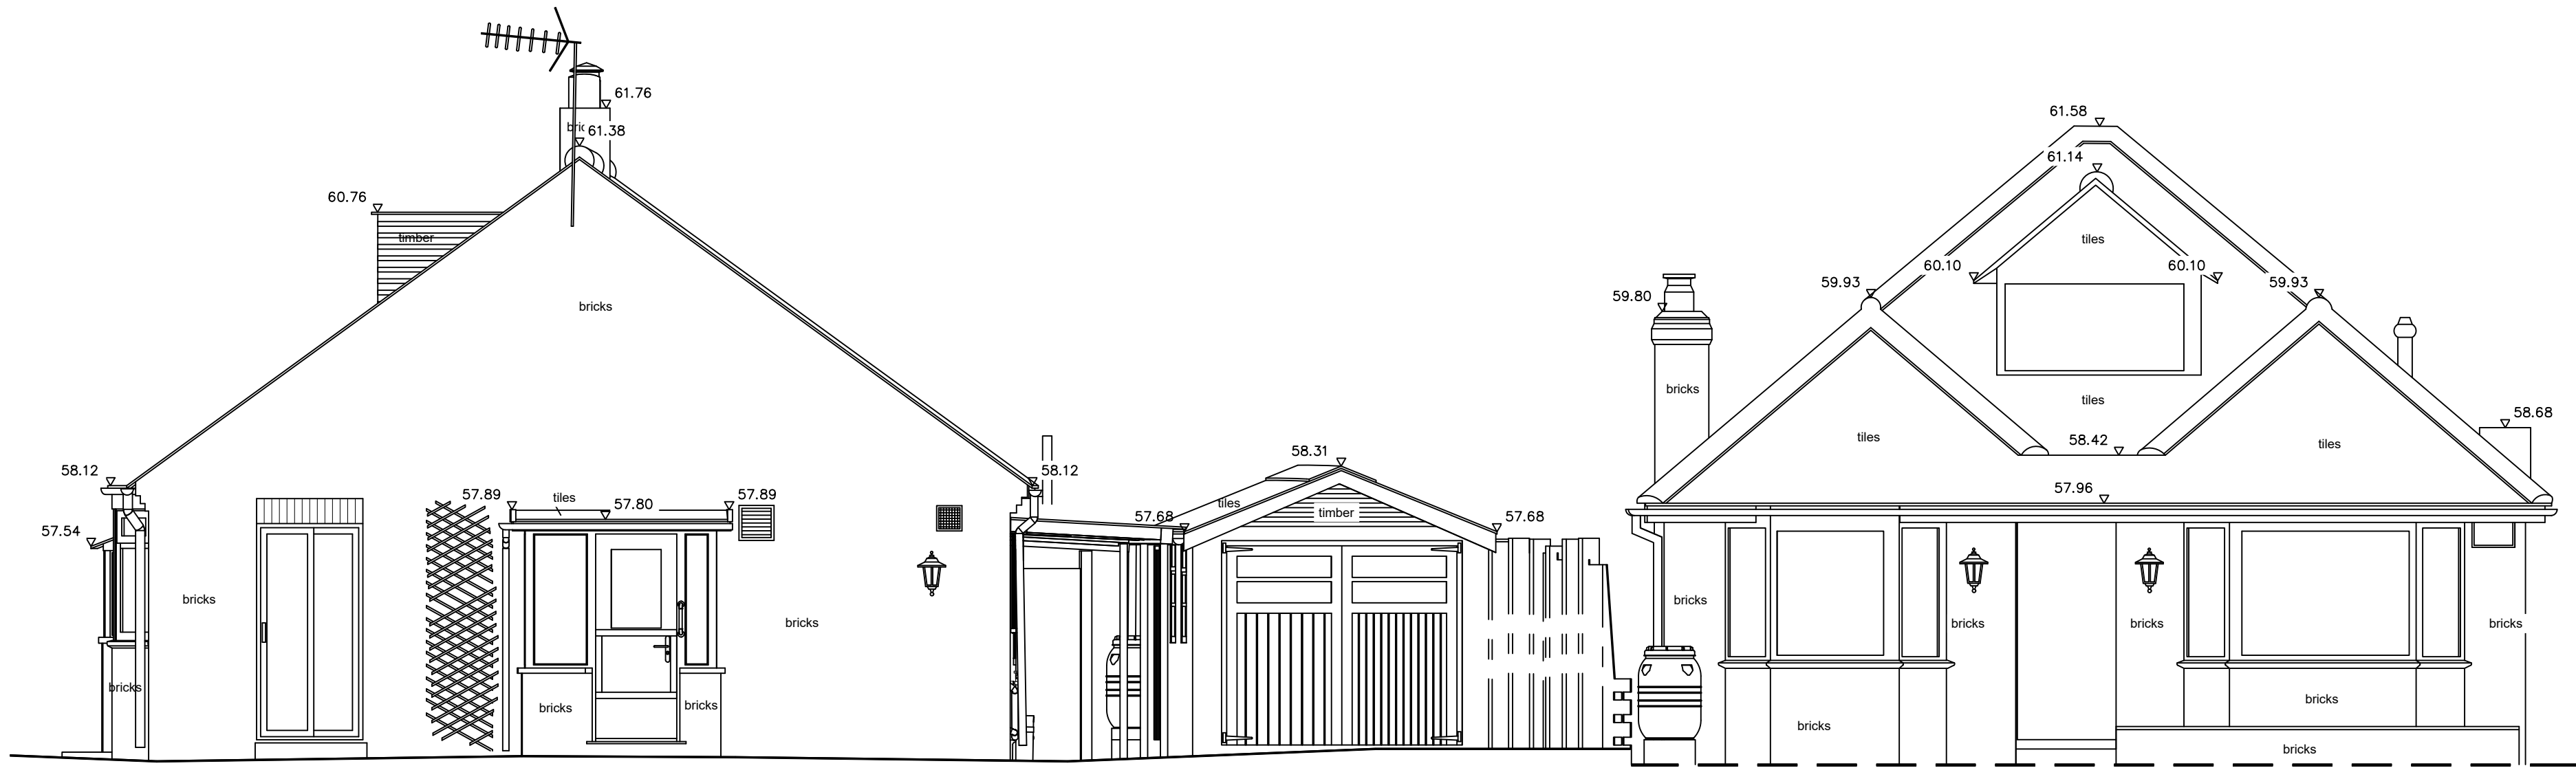 61.76
bric
61.38
60.76
timber
bricks
58.12
57.54
bricks
bricks
57.89
tiles
57.80
57.89
bricks
bricks
bricks
58.12
57.68
tiles
58.31
timber
57.68
61.58
61.14
tiles
60.10
60.10
59.93
59.93
59.80
bricks
tiles
tiles
58.42
tiles
58.68
57.96
bricks
bricks
bricks
bricks
bricks
bricks
bricks